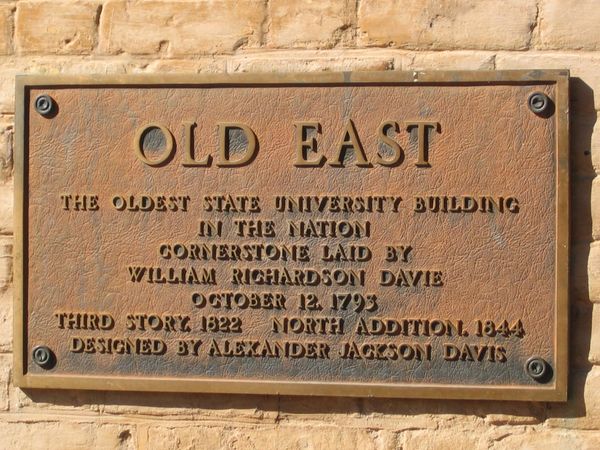 OLD EAST
THE OLDEST STATE UNIVERSITY BUILDING
IN THE NATION
CORNERSTONE LAID BY
WILLIAM RICHARDSON DAVIE
OCTOBER 12, 1793
THIRD STORY, 1822 NORTH ADDITION, 1844
DESIGNED BY ALEXANDER JACKSON DAVIS